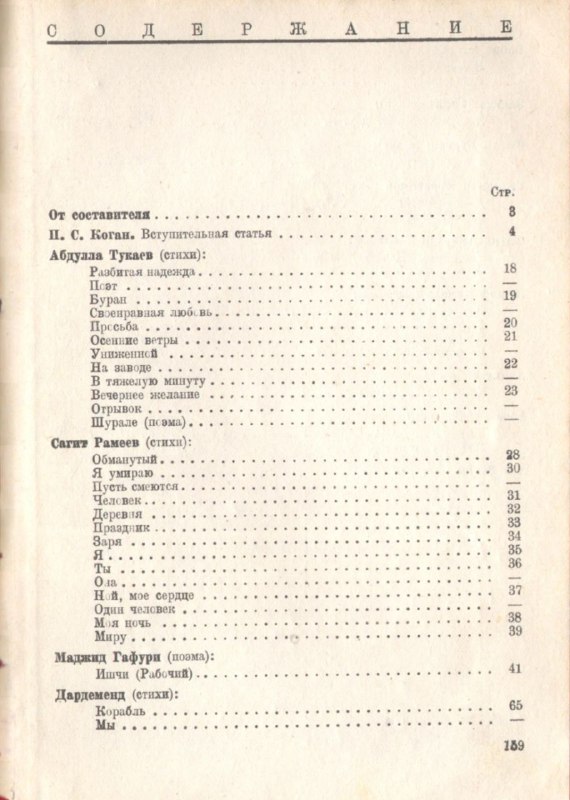 СОДЕРЖАНИЕ
Стр.
От составителя . . . 3
П. С. Коган. Вступительная статья . . . 4
Абдулла Тукаев (стихи):
Разбитая надежда . . . 18
Поэт . . . —
Буран . . . 19
Своенравная любовь . . . —
Просьба . . . 20
Осенние ветры . . . 21
Униженной . . . —
На заводе . . . 22
В тяжелую минуту . . . —
Вечернее желание . . . 23
Отрывок . . . —
Шурале (поэма) . . . —
Сагит Рамеев (стихи):
Обманутый . . . 28
Я умираю . . . 30
Пусть смеются . . . —
Человек . . . 31
Деревня . . . 32
Праздник . . . 33
Заря . . . 34
Я . . . 35
Ты . . . 36
Она . . . —
Ной, мое сердце . . . 37
Один человек . . . —
Моя ночь . . . 38
Миру . . . 39
Маджид Гафури (поэма):
Ишчи (Рабочий) . . . 41
Дардеменд (стихи):
Корабль . . . 65
Мы . . . —
159